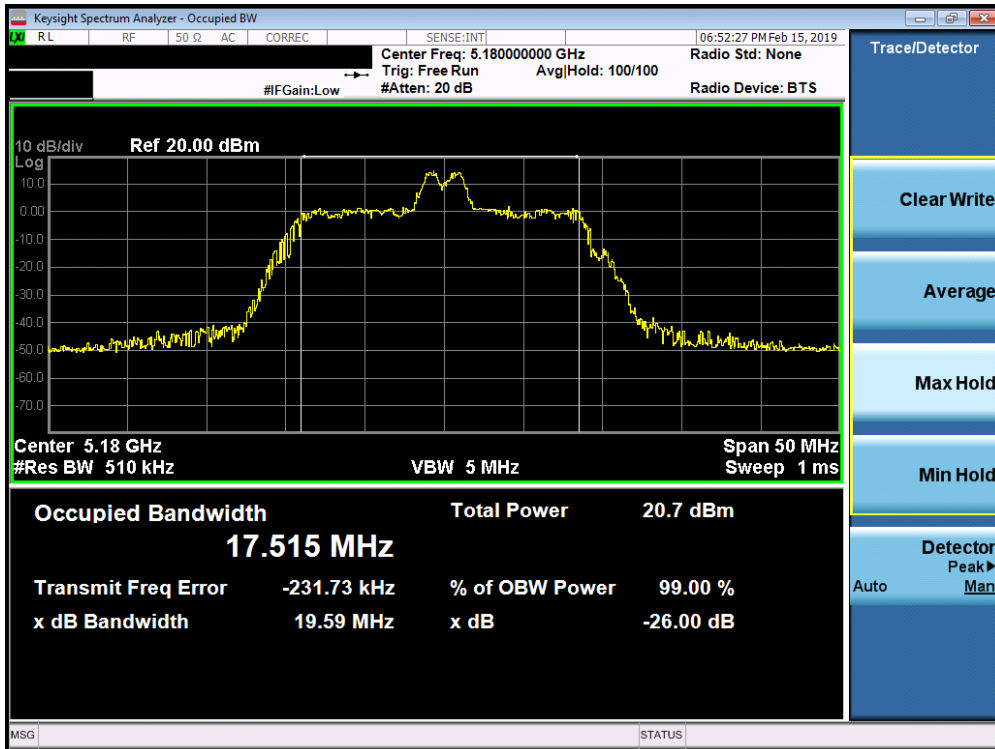 Keysight Spectrum Analyzer - Occupied BW
LXI RL RF 50 Ω AC CORREC SENSE:INT 06:52:27 PM Feb 15, 2019
Center Freq: 5.180000000 GHz Radio Std: None
Trig: Free Run Avg|Hold: 100/100
#IFGain:Low #Atten: 20 dB Radio Device: BTS
10 dB/div Ref 20.00 dBm
Log
10.0
0.00
-10.0
-20.0
-30.0
-40.0
-50.0
-60.0
-70.0
Center 5.18 GHz Span 50 MHz
#Res BW 510 kHz VBW 5 MHz Sweep 1 ms
Occupied Bandwidth Total Power 20.7 dBm
17.515 MHz
Transmit Freq Error -231.73 kHz % of OBW Power 99.00 %
x dB Bandwidth 19.59 MHz x dB -26.00 dB
MSG STATUS
Trace/Detector
Clear Write
Average
Max Hold
Min Hold
Detector
Peak▶
Auto Man